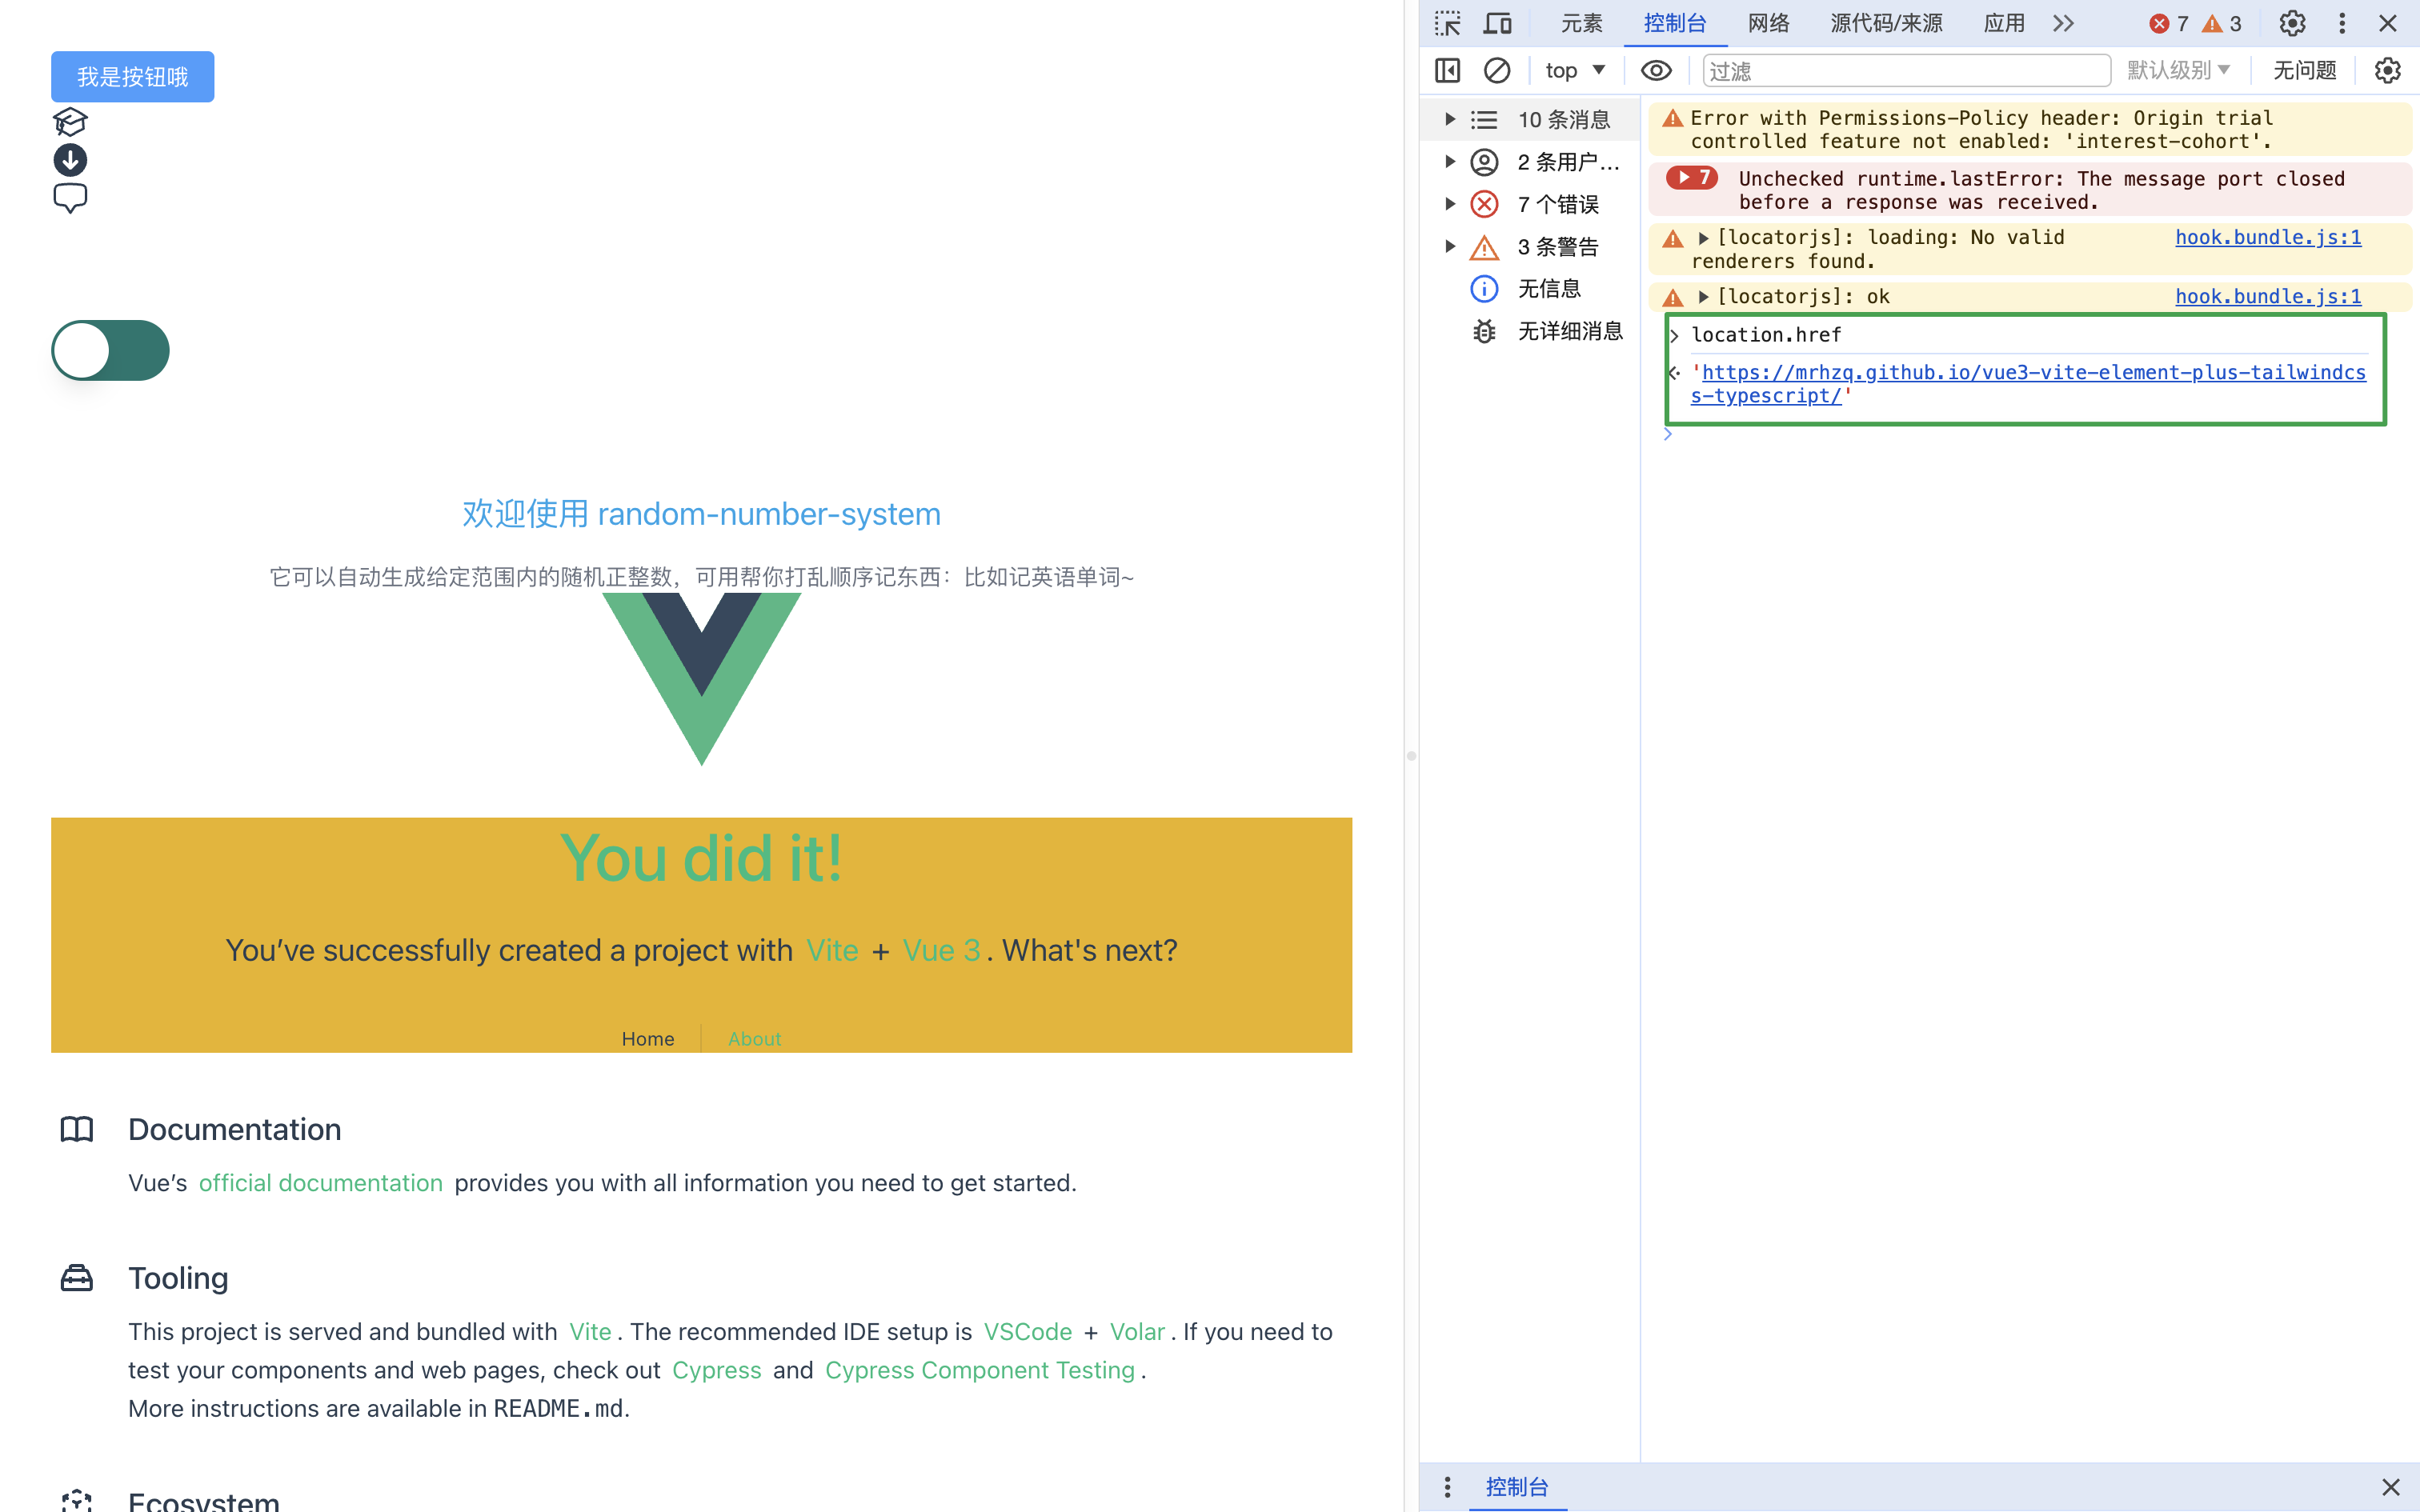 我是按钮哦
欢迎使用 random-number-system
它可以自动生成给定范围内的随机正整数，可用帮你打乱顺序记东西：比如记英语单词~
You did it!
You’ve successfully created a project with Vite + Vue 3. What's next?
Home About
Documentation
Vue’s official documentation provides you with all information you need to get started.
Tooling
This project is served and bundled with Vite. The recommended IDE setup is VSCode + Volar. If you need to
test your components and web pages, check out Cypress and Cypress Component Testing.
More instructions are available in README.md.
Ecosystem
元素 控制台 网络 源代码/来源 应用 7 3
top 过滤 默认级别 无问题
10 条消息
2 条用户…
7 个错误
3 条警告
无信息
无详细消息
Error with Permissions-Policy header: Origin trial
controlled feature not enabled: 'interest-cohort'.
7 Unchecked runtime.lastError: The message port closed
before a response was received.
[locatorjs]: loading: No valid hook.bundle.js:1
renderers found.
[locatorjs]: ok hook.bundle.js:1
location.href
'https://mrhzq.github.io/vue3-vite-element-plus-tailwindcs
s-typescript/'
控制台